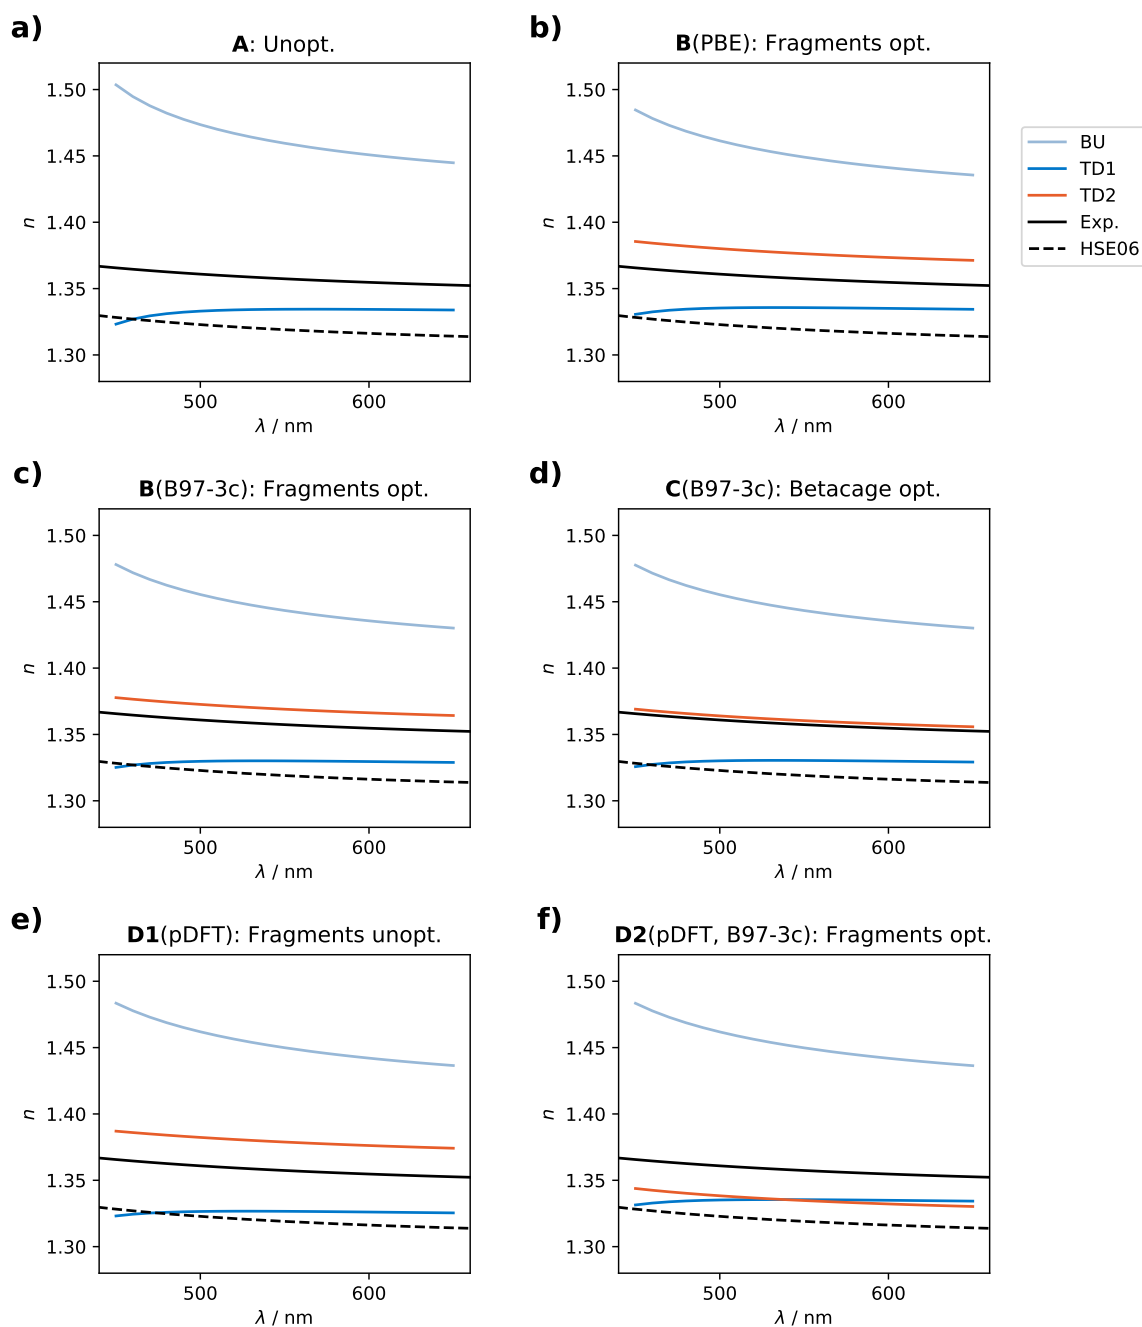 a)
A: Unopt.
1.50
1.45
1.40
1.35
1.30
n
500
600
λ / nm
b)
B(PBE): Fragments opt.
1.50
1.45
1.40
1.35
1.30
n
500
600
λ / nm
BU
TD1
TD2
Exp.
HSE06
c)
B(B97-3c): Fragments opt.
1.50
1.45
1.40
1.35
1.30
n
500
600
λ / nm
d)
C(B97-3c): Betacage opt.
1.50
1.45
1.40
1.35
1.30
n
500
600
λ / nm
e)
D1(pDFT): Fragments unopt.
1.50
1.45
1.40
1.35
1.30
n
500
600
λ / nm
f)
D2(pDFT, B97-3c): Fragments opt.
1.50
1.45
1.40
1.35
1.30
n
500
600
λ / nm